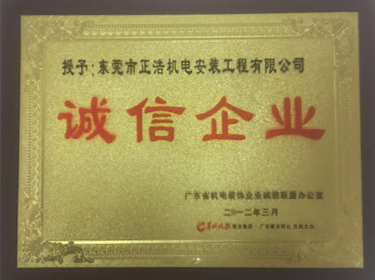 授予：东莞市正浩机电安装工程有限公司
诚信企业
广东省机电装饰企业诚信联盟办公室
二〇一二年三月